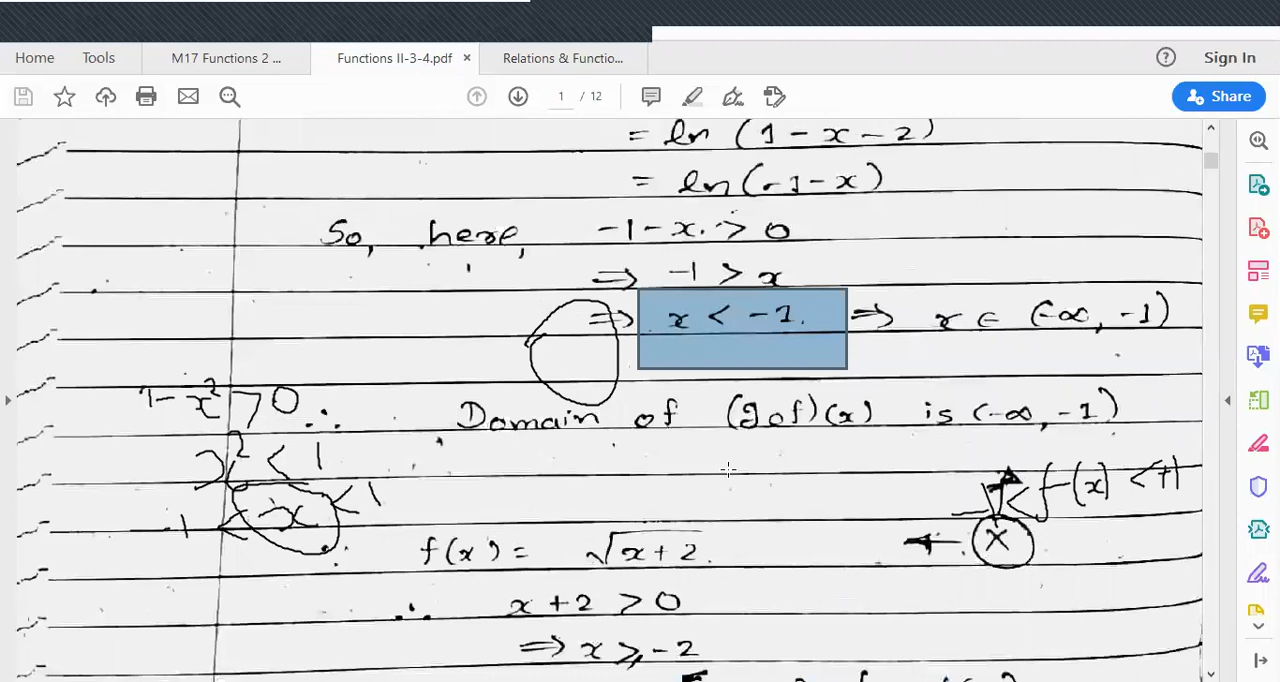 Home Tools M17 Functions 2 ... Functions II-3-4.pdf × Relations & Functio... ? Sign In
1 / 12 Share
= ln (1 - x - 2)
= ln(-1 - x)
So, here, -1 - x > 0
⇒ -1 > x
⇒ x < -1. ⇒ x ∈ (-∞, -1)
1 - x² > 0
∴ Domain of (gof)(x) is (-∞, -1)
x² < 1
-1 < x < 1
< f(x) <
x
f(x) = √x + 2.
∴ x + 2 > 0
⇒ x ≥ -2